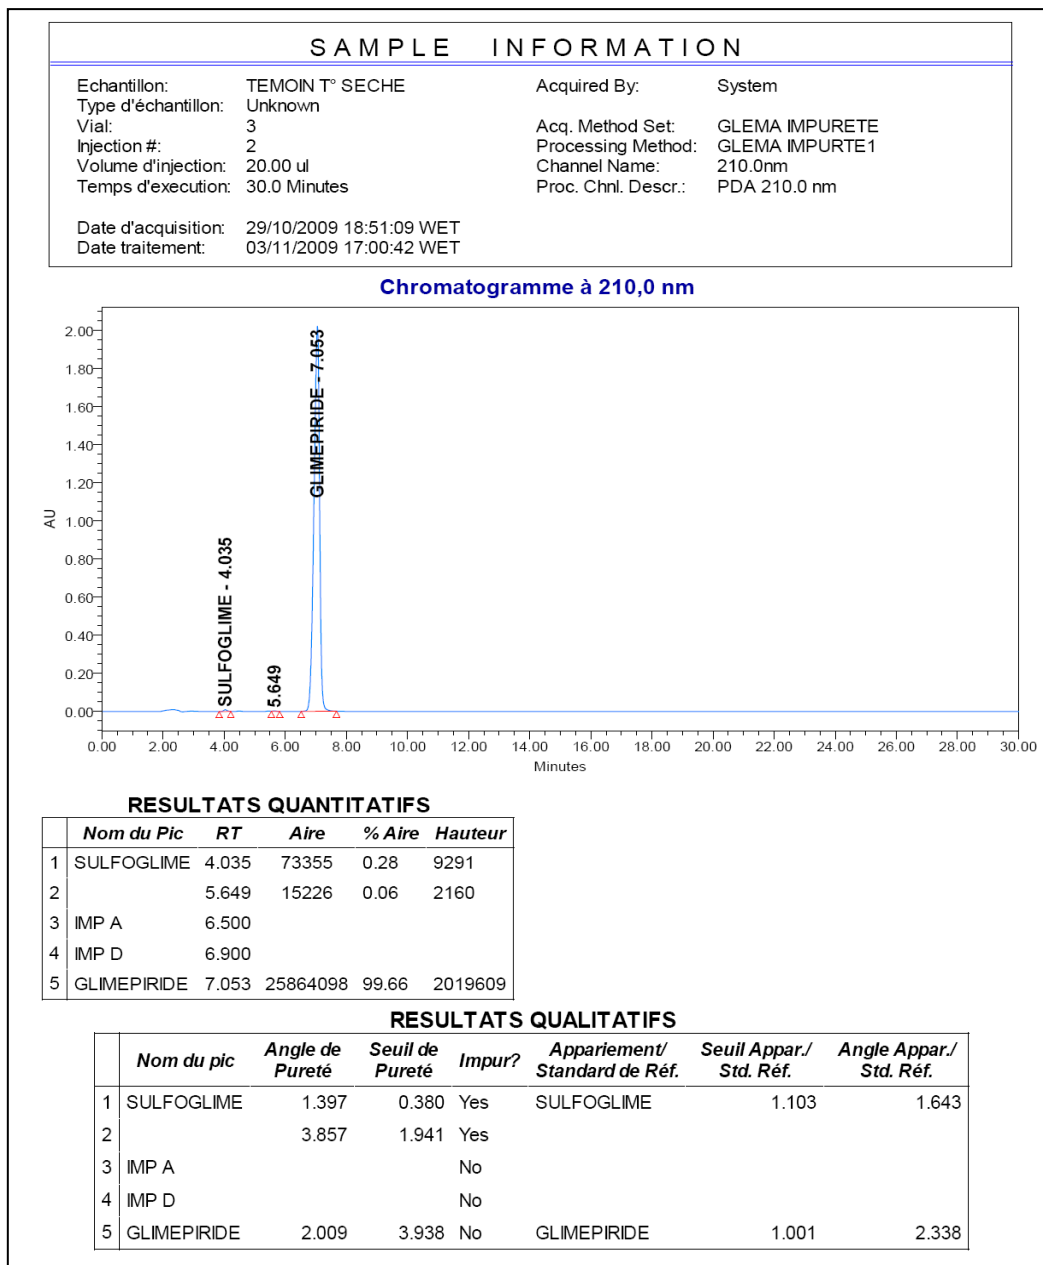 SAMPLE INFORMATION
Echantillon: TEMOIN T° SECHE Acquired By: System
Type d'échantillon: Unknown
Vial: 3 Acq. Method Set: GLEMA IMPURETE
Injection #: 2 Processing Method: GLEMA IMPURTE1
Volume d'injection: 20.00 ul Channel Name: 210.0nm
Temps d'execution: 30.0 Minutes Proc. Chnl. Descr.: PDA 210.0 nm
Date d'acquisition: 29/10/2009 18:51:09 WET
Date traitement: 03/11/2009 17:00:42 WET
Chromatogramme à 210,0 nm
AU
2.00
1.80
1.60
1.40
1.20
1.00
0.80
0.60
0.40
0.20
0.00
SULFOGLIME - 4.035
5.649
GLIMEPIRIDE - 7.053
0.00 2.00 4.00 6.00 8.00 10.00 12.00 14.00 16.00 18.00 20.00 22.00 24.00 26.00 28.00 30.00
Minutes
RESULTATS QUANTITATIFS
Nom du Pic RT Aire % Aire Hauteur
1 SULFOGLIME 4.035 73355 0.28 9291
2 5.649 15226 0.06 2160
3 IMP A 6.500
4 IMP D 6.900
5 GLIMEPIRIDE 7.053 25864098 99.66 2019609
RESULTATS QUALITATIFS
Nom du pic Angle de Pureté Seuil de Pureté Impur? Appariement/ Standard de Réf. Seuil Appar./ Std. Réf. Angle Appar./ Std. Réf.
1 SULFOGLIME 1.397 0.380 Yes SULFOGLIME 1.103 1.643
2 3.857 1.941 Yes
3 IMP A No
4 IMP D No
5 GLIMEPIRIDE 2.009 3.938 No GLIMEPIRIDE 1.001 2.338